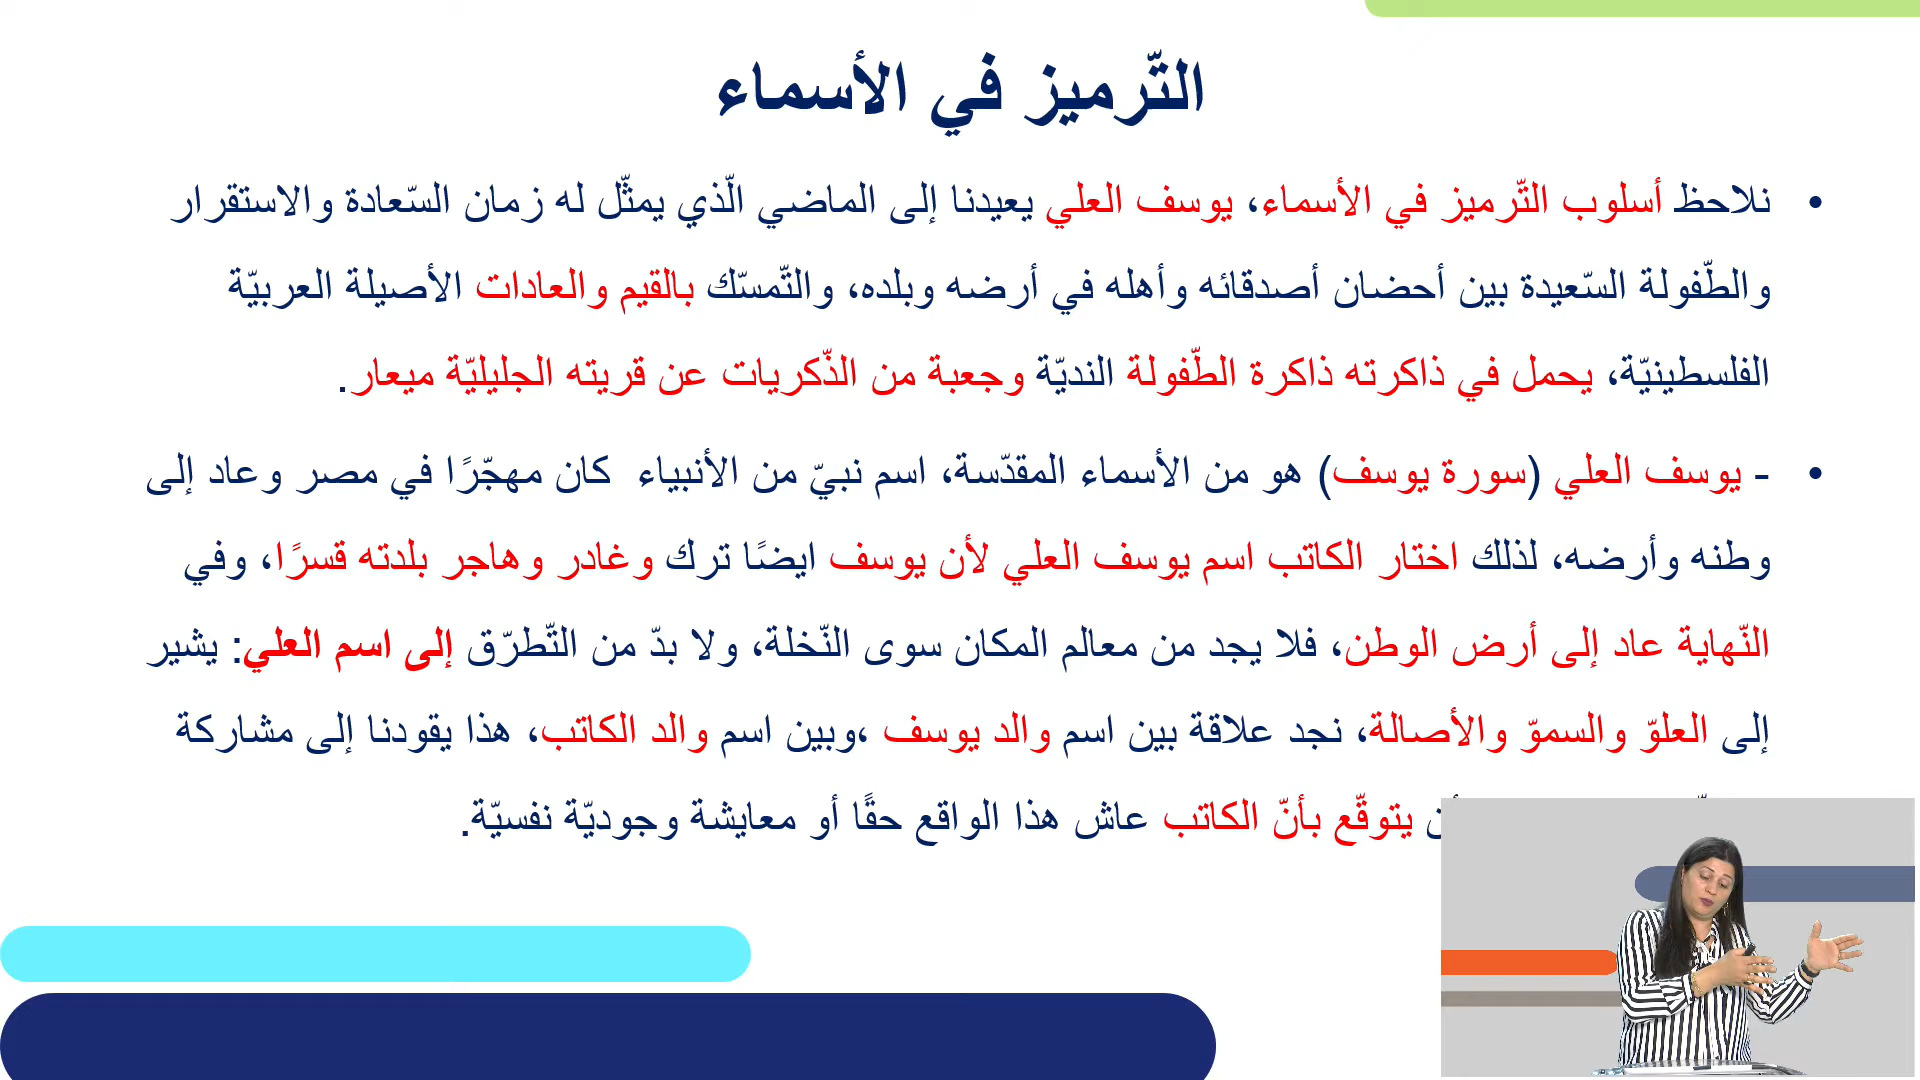 التّرميز في الأسماء
• نلاحظ أسلوب التّرميز في الأسماء، يوسف العلي يعيدنا إلى الماضي الّذي يمثّل له زمان السّعادة والاستقرار
والطّفولة السّعيدة بين أحضان أصدقائه وأهله في أرضه وبلده، والتّمسّك بالقيم والعادات الأصيلة العربيّة
الفلسطينيّة، يحمل في ذاكرته ذاكرة الطّفولة النديّة وجعبة من الذّكريات عن قريته الجليليّة ميعار.
• - يوسف العلي (سورة يوسف) هو من الأسماء المقدّسة، اسم نبيّ من الأنبياء كان مهجّرًا في مصر وعاد إلى
وطنه وأرضه، لذلك اختار الكاتب اسم يوسف العلي لأن يوسف ايضًا ترك وغادر وهاجر بلدته قسرًا، وفي
النّهاية عاد إلى أرض الوطن، فلا يجد من معالم المكان سوى النّخلة، ولا بدّ من التّطرّق إلى اسم العلي: يشير
إلى العلوّ والسموّ والأصالة، نجد علاقة بين اسم والد يوسف ،وبين اسم والد الكاتب، هذا يقودنا إلى مشاركة
يتوقّع بأنّ الكاتب عاش هذا الواقع حقًا أو معايشة وجوديّة نفسيّة.